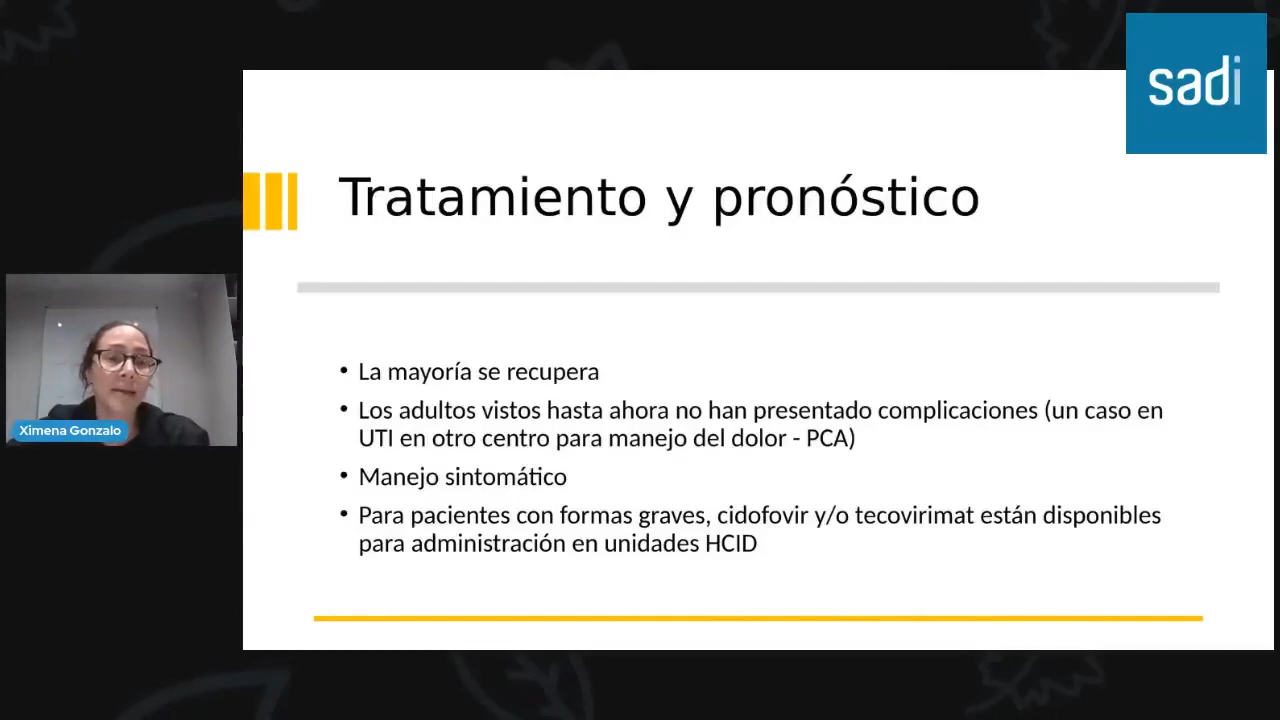 sadi
Tratamiento y pronóstico
• La mayoría se recupera
• Los adultos vistos hasta ahora no han presentado complicaciones (un caso en
UTI en otro centro para manejo del dolor - PCA)
• Manejo sintomático
• Para pacientes con formas graves, cidofovir y/o tecovirimat están disponibles
para administración en unidades HCID
Ximena Gonzalo